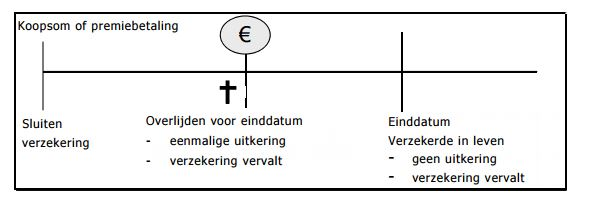 Koopsom of premiebetaling
€
Sluiten
verzekering
Overlijden voor einddatum
- eenmalige uitkering
- verzekering vervalt
Einddatum
Verzekerde in leven
- geen uitkering
- verzekering vervalt